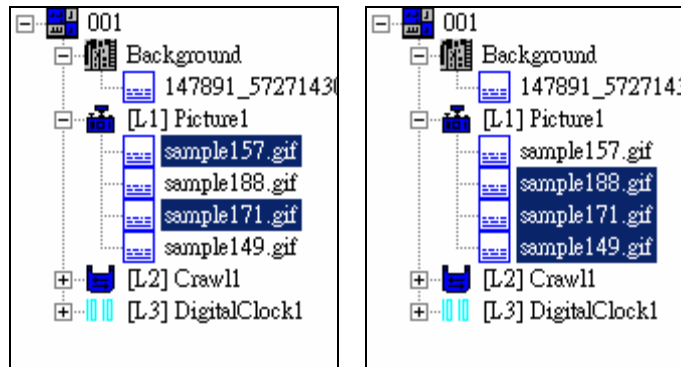 001
Background
147891_5727143
[L1] Picture1
sample157.gif
sample188.gif
sample171.gif
sample149.gif
[L2] Crawl1
[L3] DigitalClock1
001
Background
147891_5727143
[L1] Picture1
sample157.gif
sample188.gif
sample171.gif
sample149.gif
[L2] Crawl1
[L3] DigitalClock1